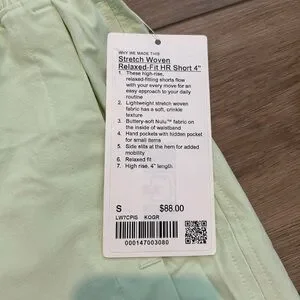 WHY WE MADE THIS
Stretch Woven
Relaxed-Fit HR Short 4"
1. These high-rise,
relaxed-fitting shorts flow
with your every move for an
easy approach to your daily
routine
2. Lightweight stretch woven
fabric has a soft, crinkle
texture
3. Buttery-soft Nulu™ fabric on
the inside of waistband
4. Hand pockets with hidden pocket
for small items
5. Side slits at the hem for added
mobility
6. Relaxed fit
7. High rise, 4" length
S $88.00
LW7CPIS KOGR
000147003080